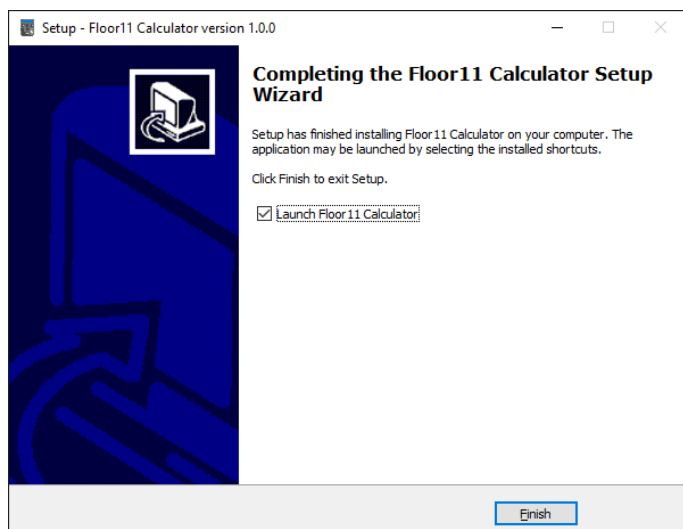 Setup - Floor11 Calculator version 1.0.0
Completing the Floor11 Calculator Setup
Wizard
Setup has finished installing Floor11 Calculator on your computer. The
application may be launched by selecting the installed shortcuts.
Click Finish to exit Setup.
Launch Floor11 Calculator
Finish